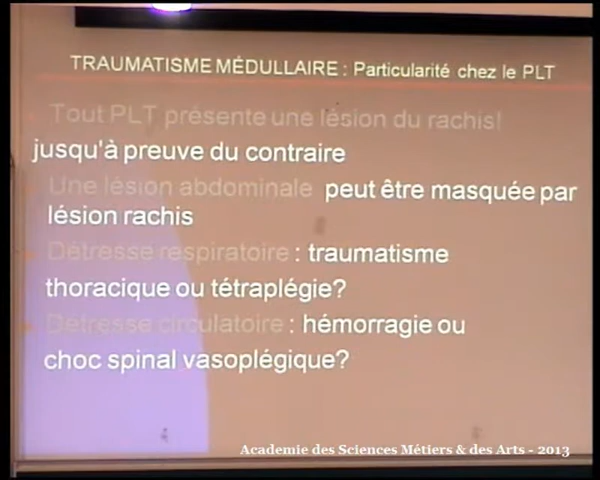 TRAUMATISME MÉDULLAIRE : Particularité chez le PLT
Tout PLT présente une lésion du rachis!
jusqu'à preuve du contraire
Une lésion abdominale peut être masquée par
lésion rachis
Détresse respiratoire : traumatisme
thoracique ou tétraplégie?
Détresse circulatoire : hémorragie ou
choc spinal vasoplégique?
Academie des Sciences Métiers & des Arts - 2013